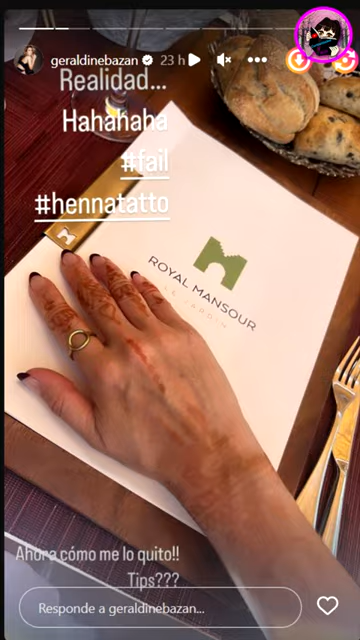 geraldinebazan 23 h
Realidad...
Hahahaha
#fail
#hennatatto
ROYAL MANSOUR
LE JARDIN
Ahora cómo me lo quito!!
Tips???
Responde a geraldinebazan...